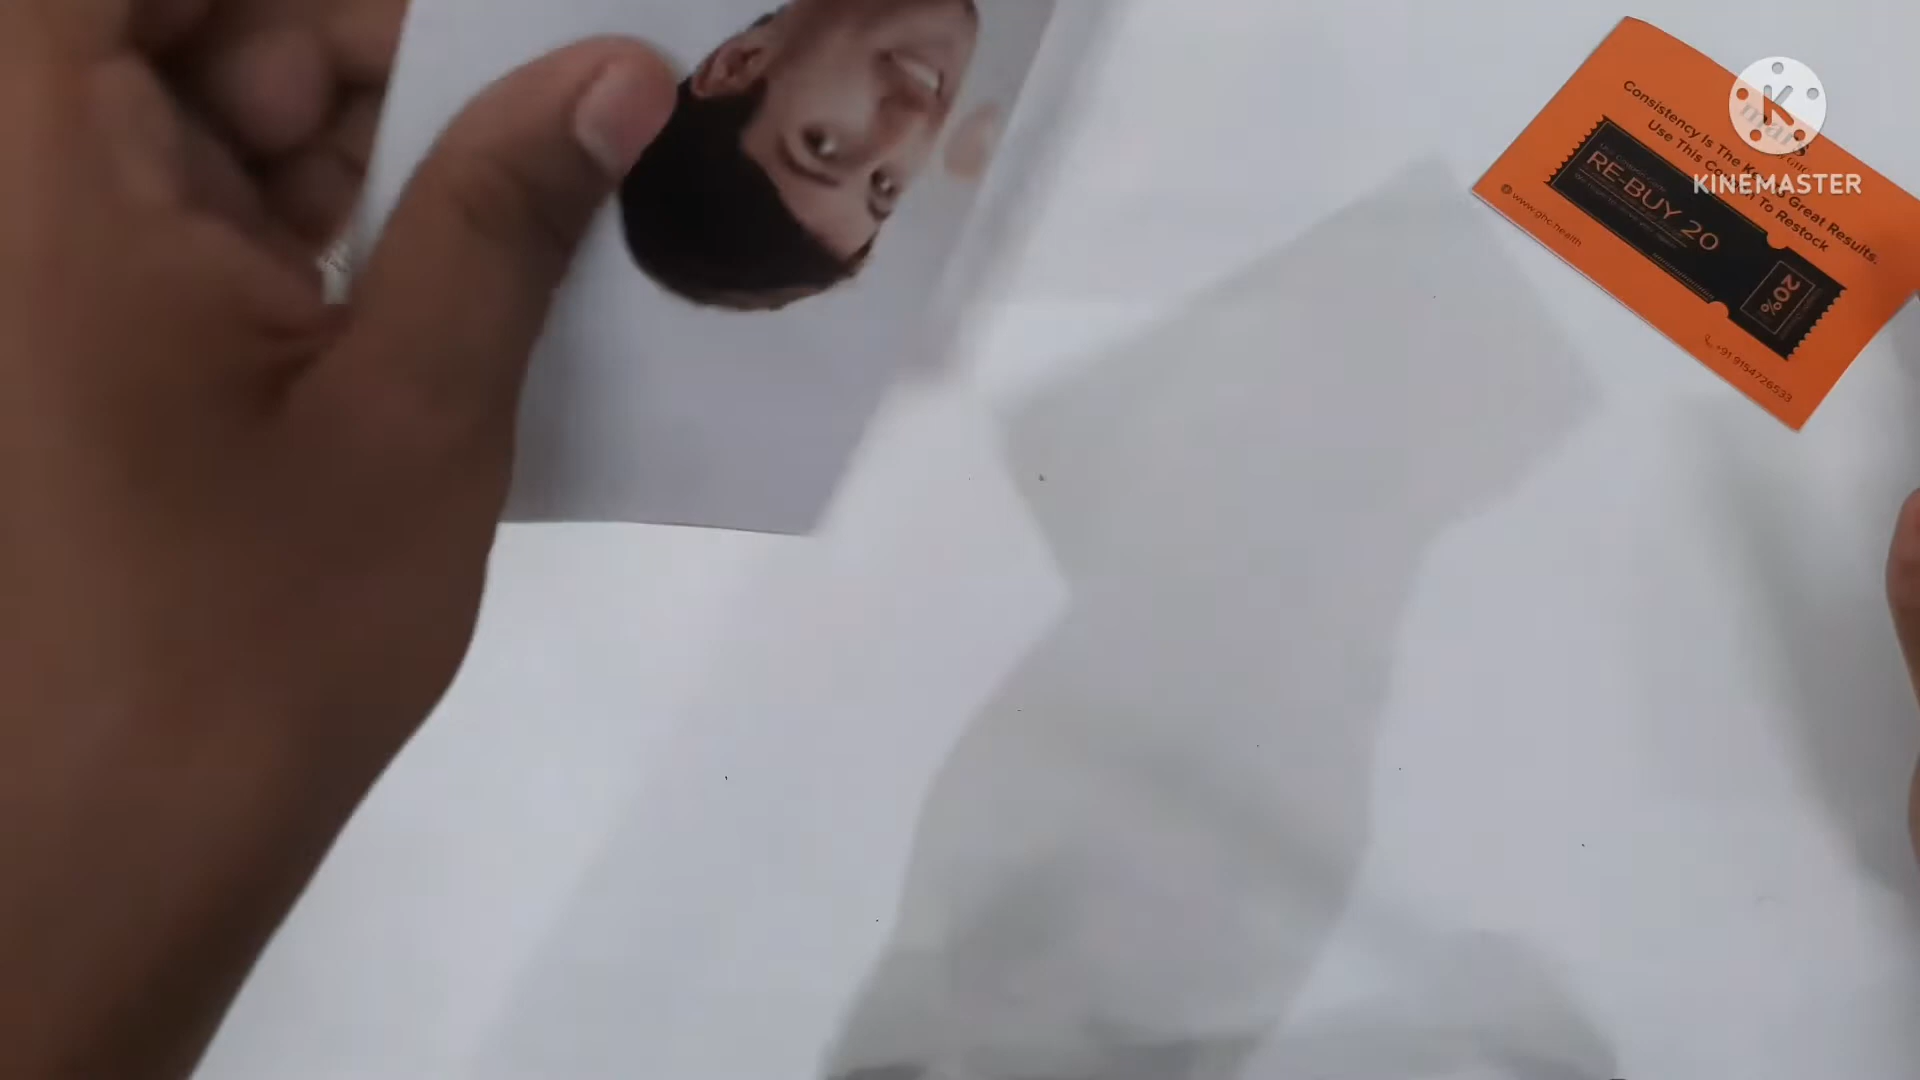 mars
Consistency Is The Key To Great Results.
Use This Coupon To Restock
RE-BUY 20
20%
www.ghc.health
+91 9154726533
KINEMASTER